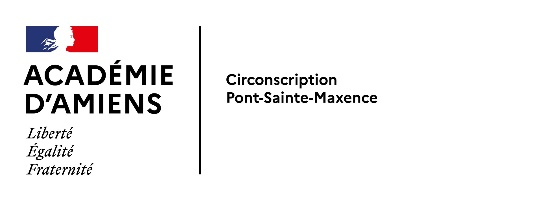 ACADÉMIE
D'AMIENS
Liberté
Égalité
Fraternité
Circonscription
Pont-Sainte-Maxence